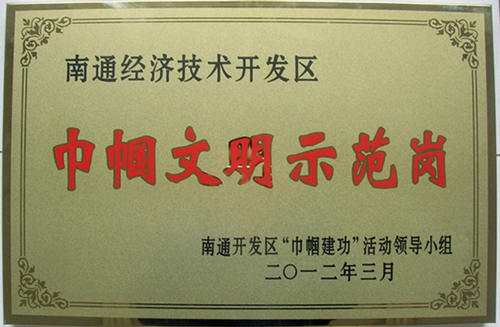 南通经济技术开发区
巾帼文明示范岗
南通开发区“巾帼建功”活动领导小组
二〇一二年三月